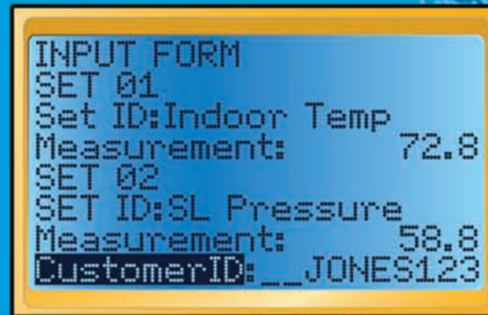 INPUT FORM
SET 01
Set ID:Indoor Temp
Measurement: 72.8
SET 02
SET ID:SL Pressure
Measurement: 58.8
CustomerID:__JONES123